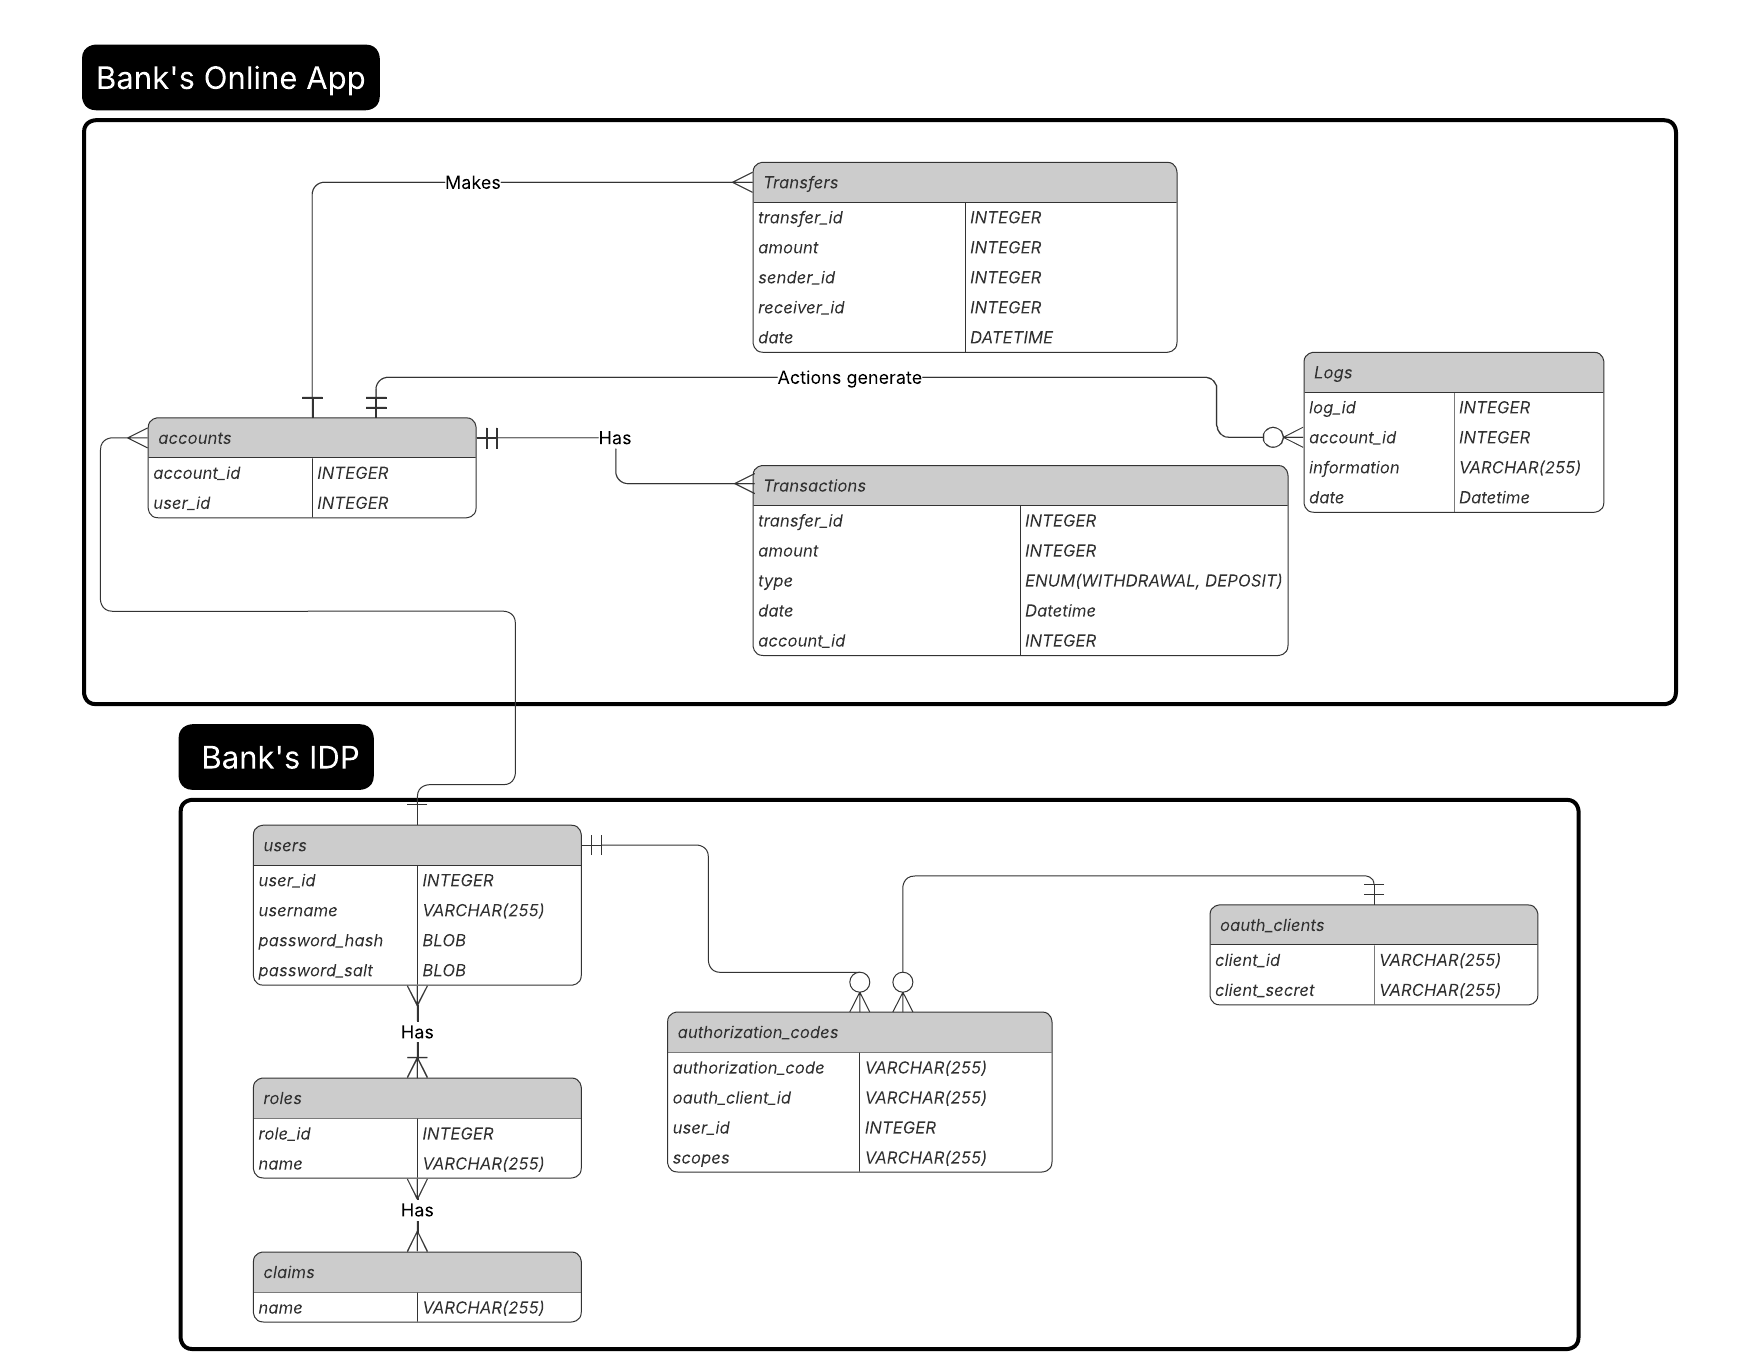 Bank's Online App
Makes
Transfers
transfer_id INTEGER
amount INTEGER
sender_id INTEGER
receiver_id INTEGER
date DATETIME
Actions generate
Logs
log_id INTEGER
account_id INTEGER
information VARCHAR(255)
date Datetime
accounts
account_id INTEGER
user_id INTEGER
Has
Transactions
transfer_id INTEGER
amount INTEGER
type ENUM(WITHDRAWAL, DEPOSIT)
date Datetime
account_id INTEGER
Bank's IDP
users
user_id INTEGER
username VARCHAR(255)
password_hash BLOB
password_salt BLOB
oauth_clients
client_id VARCHAR(255)
client_secret VARCHAR(255)
Has
authorization_codes
authorization_code VARCHAR(255)
oauth_client_id VARCHAR(255)
user_id INTEGER
scopes VARCHAR(255)
roles
role_id INTEGER
name VARCHAR(255)
Has
claims
name VARCHAR(255)